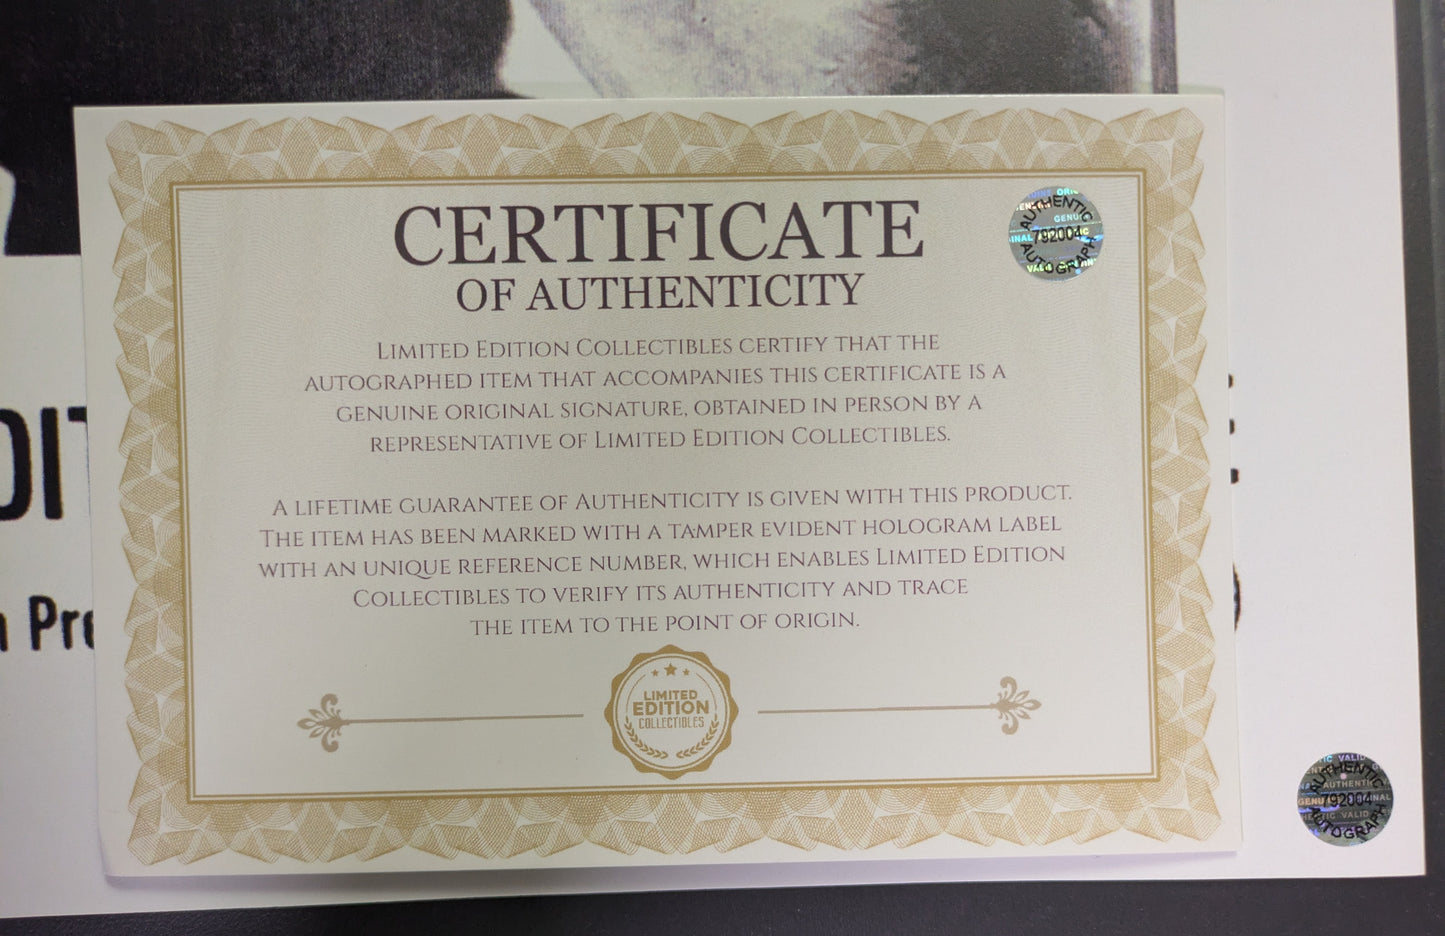 CERTIFICATE
OF AUTHENTICITY
LIMITED EDITION COLLECTIBLES CERTIFY THAT THE
AUTOGRAPHED ITEM THAT ACCOMPANIES THIS CERTIFICATE IS A
GENUINE ORIGINAL SIGNATURE, OBTAINED IN PERSON BY A
REPRESENTATIVE OF LIMITED EDITION COLLECTIBLES.
A LIFETIME GUARANTEE OF AUTHENTICITY IS GIVEN WITH THIS PRODUCT.
THE ITEM HAS BEEN MARKED WITH A TAMPER EVIDENT HOLOGRAM LABEL
WITH AN UNIQUE REFERENCE NUMBER, WHICH ENABLES LIMITED EDITION
COLLECTIBLES TO VERIFY ITS AUTHENTICITY AND TRACE
THE ITEM TO THE POINT OF ORIGIN.
LIMITED
EDITION
COLLECTIBLES
AUTHENTIC
792004
AUTOGRAPH
AUTHENTIC
792004
AUTOGRAPH
DIT
Pre